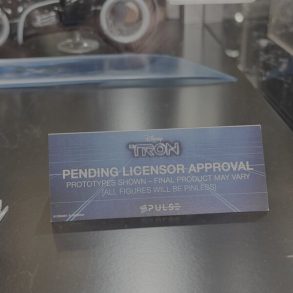 Disney
TRON
PENDING LICENSOR APPROVAL
PROTOTYPES SHOWN – FINAL PRODUCT MAY VARY
(ALL FIGURES WILL BE PINLESS)
PULSE